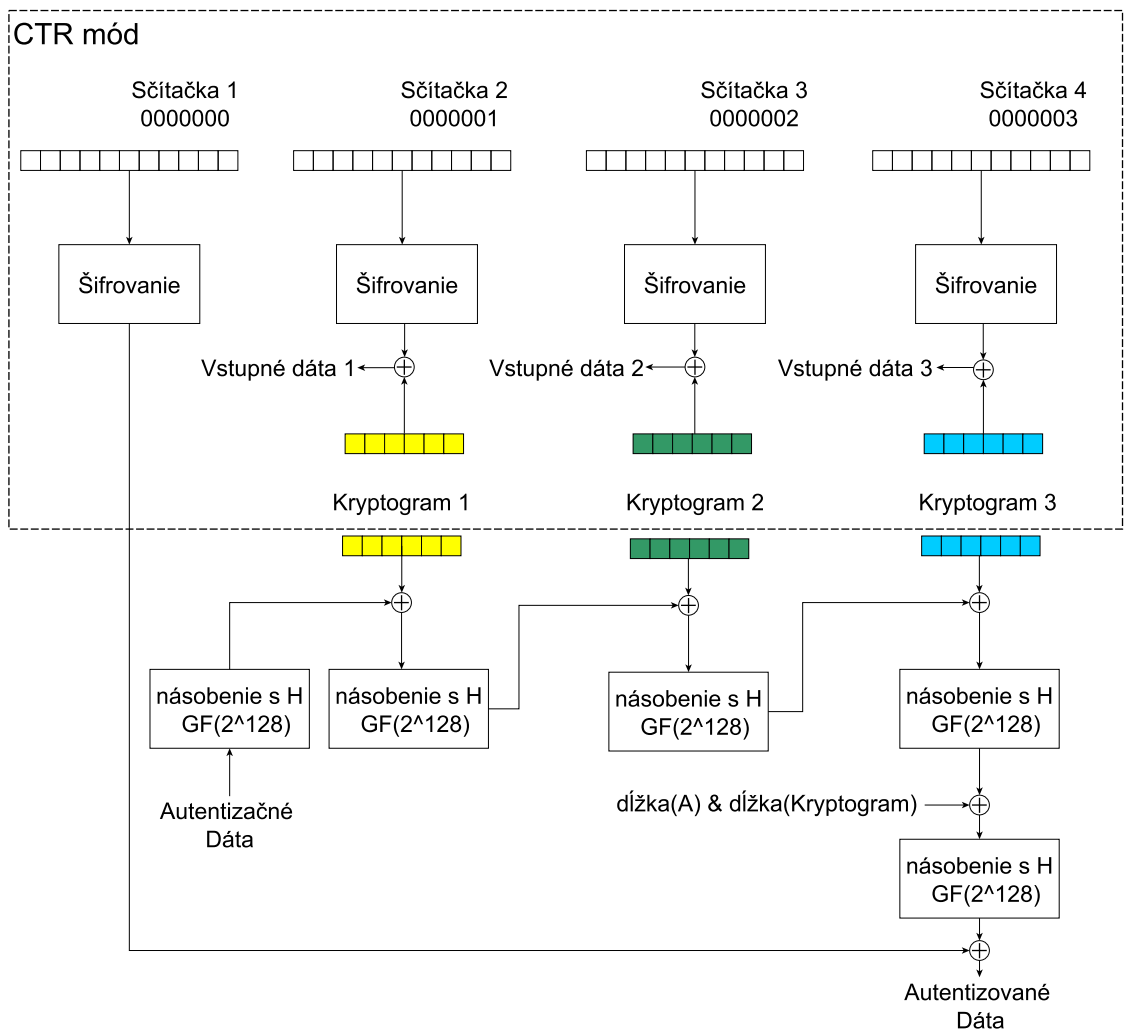 CTR mód
Sčítačka 1
0000000
Sčítačka 2
0000001
Sčítačka 3
0000002
Sčítačka 4
0000003
Šifrovanie
Šifrovanie
Šifrovanie
Šifrovanie
Vstupné dáta 1
Vstupné dáta 2
Vstupné dáta 3
Kryptogram 1
Kryptogram 2
Kryptogram 3
násobenie s H
GF(2^128)
násobenie s H
GF(2^128)
násobenie s H
GF(2^128)
násobenie s H
GF(2^128)
Autentizačné
Dáta
dĺžka(A) & dĺžka(Kryptogram)
násobenie s H
GF(2^128)
Autentizované
Dáta